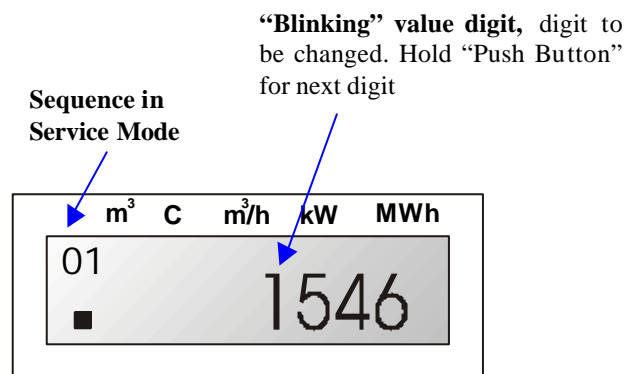 “Blinking” value digit, digit to
be changed. Hold “Push Button”
for next digit
Sequence in
Service Mode
m³ C m³/h kW MWh
01
1546